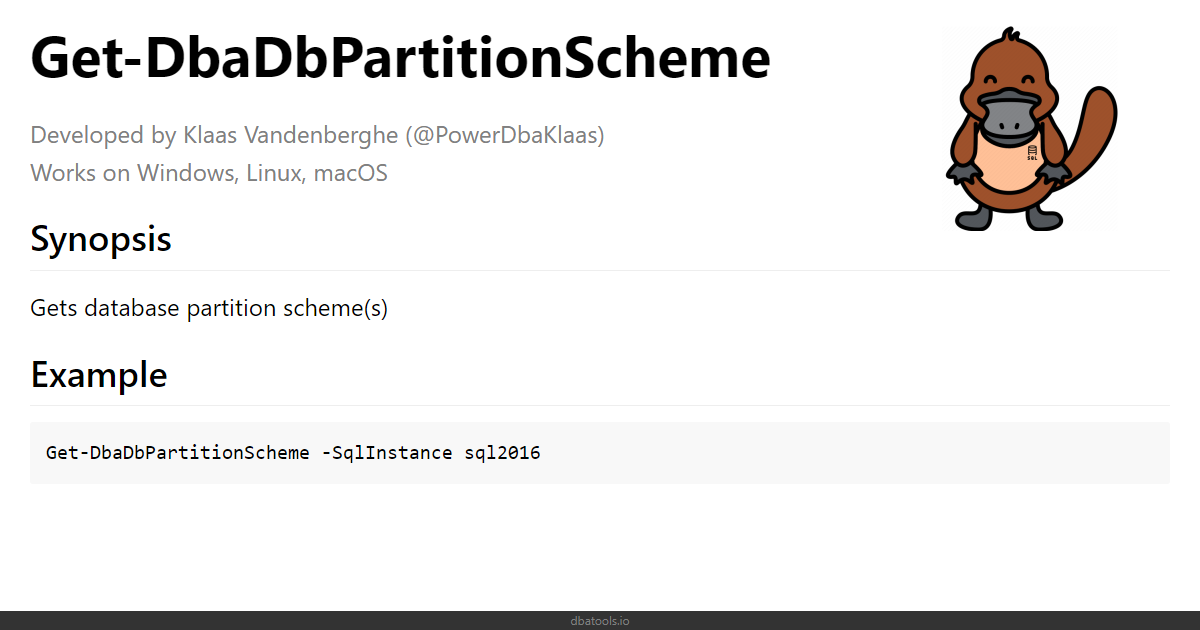 Get-DbaDbPartitionScheme
Developed by Klaas Vandenberghe (@PowerDbaKlaas)
Works on Windows, Linux, macOS
SQL
Synopsis
Gets database partition scheme(s)
Example
Get-DbaDbPartitionScheme -SqlInstance sql2016
dbatools.io